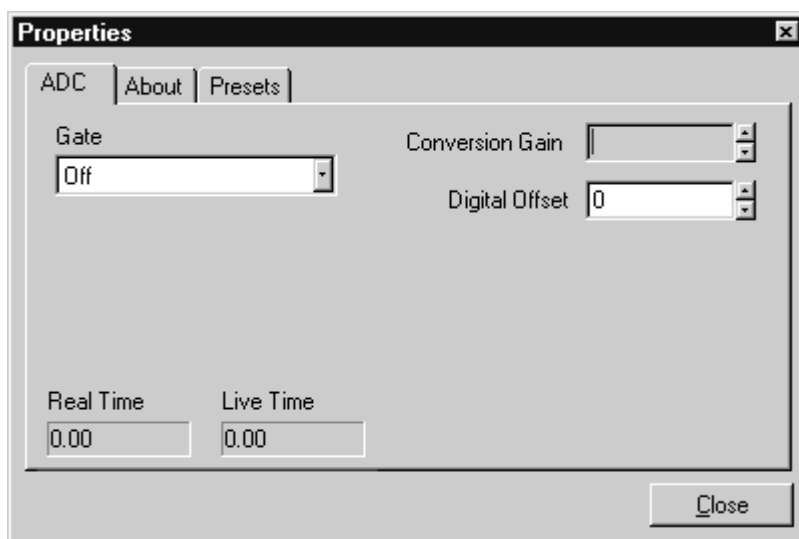 Properties
ADC About Presets
Gate
Off
Conversion Gain
Digital Offset 0
Real Time Live Time
0.00 0.00
Close